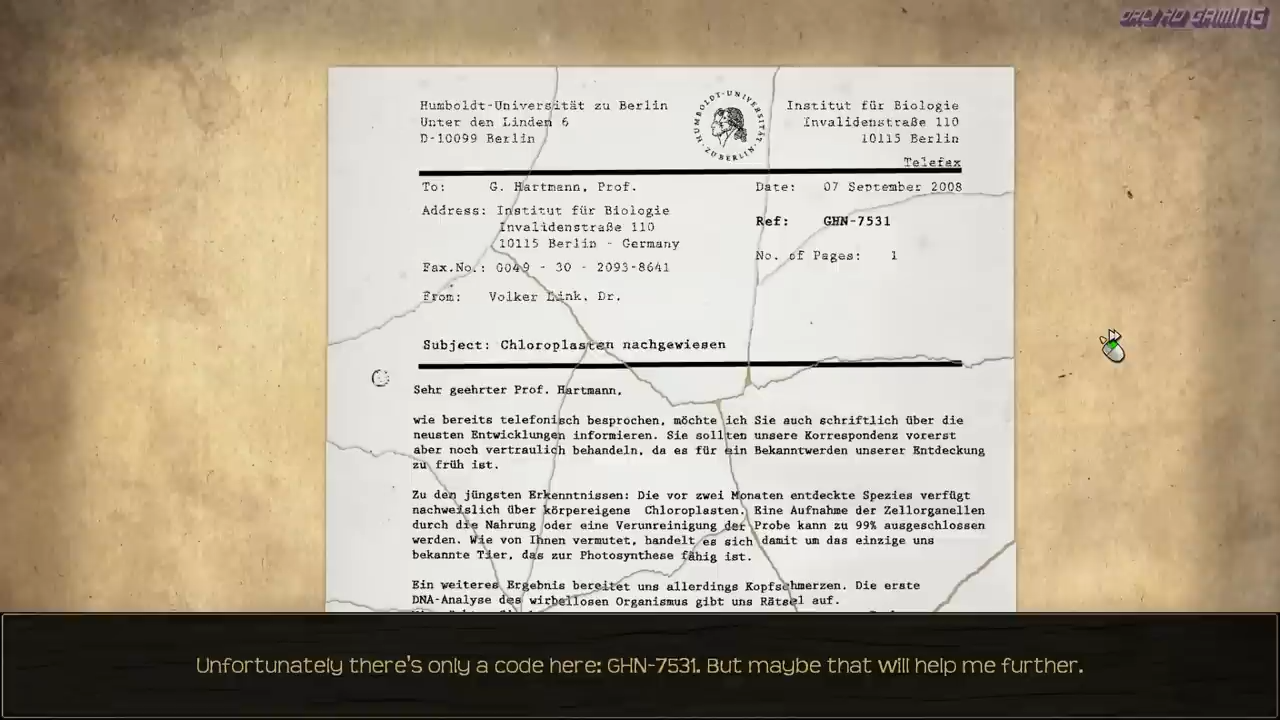 ONLY HD GAMING
Humboldt-Universität zu Berlin
Unter den Linden 6
D-10099 Berlin
HUMBOLDT-UNIVERSITÄT
ZU BERLIN
Institut für Biologie
Invalidenstraße 110
10115 Berlin
Telefax
To: G. Hartmann, Prof.
Date: 07 September 2008
Address: Institut für Biologie
Invalidenstraße 110
10115 Berlin - Germany
Ref: GHN-7531
No. of Pages: 1
Fax.No.: 0049 - 30 - 2093-8641
From: Volker Link, Dr.
Subject: Chloroplasten nachgewiesen
Sehr geehrter Prof. Hartmann,
wie bereits telefonisch besprochen, möchte ich Sie auch schriftlich über die
neusten Entwicklungen informieren. Sie sollten unsere Korrespondenz vorerst
aber noch vertraulich behandeln, da es für ein Bekanntwerden unserer Entdeckung
zu früh ist.
Zu den jüngsten Erkenntnissen: Die vor zwei Monaten entdeckte Spezies verfügt
nachweislich über körpereigene Chloroplasten. Eine Aufnahme der Zellorganellen
durch die Nahrung oder eine Verunreinigung der Probe kann zu 99% ausgeschlossen
werden. Wie von Ihnen vermutet, handelt es sich damit um das einzige uns
bekannte Tier, das zur Photosynthese fähig ist.
Ein weiteres Ergebnis bereitet uns allerdings Kopfschmerzen. Die erste
DNA-Analyse des wirbellosen Organismus gibt uns Rätsel auf.
Unfortunately there's only a code here: GHN-7531. But maybe that will help me further.